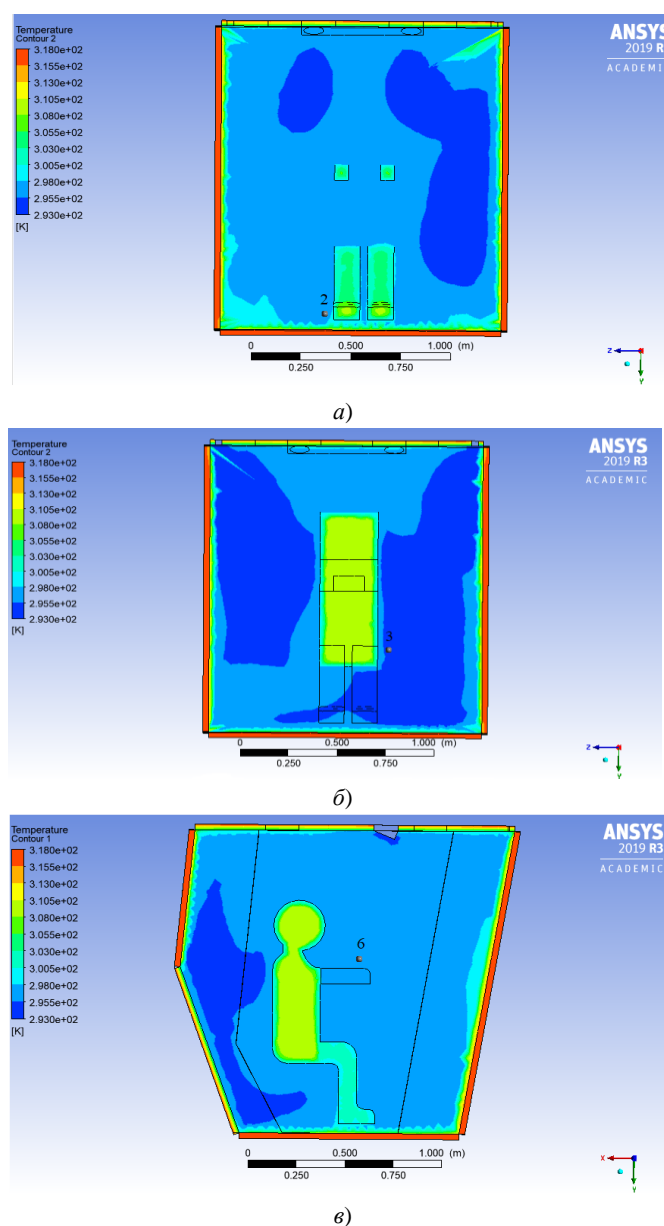 Temperature
Contour 2
3.180e+02
3.155e+02
3.130e+02
3.105e+02
3.080e+02
3.055e+02
3.030e+02
3.005e+02
2.980e+02
2.955e+02
2.930e+02
[K]
ANSYS
2019 R
ACADEMIC
2
0 0.500 1.000 (m)
0.250 0.750
Z
Y
а)
Temperature
Contour 2
3.180e+02
3.155e+02
3.130e+02
3.105e+02
3.080e+02
3.055e+02
3.030e+02
3.005e+02
2.980e+02
2.955e+02
2.930e+02
[K]
ANSYS
2019 R3
ACADEMIC
3
0 0.500 1.000 (m)
0.250 0.750
Z
Y
б)
Temperature
Contour 1
3.180e+02
3.155e+02
3.130e+02
3.105e+02
3.080e+02
3.055e+02
3.030e+02
3.005e+02
2.980e+02
2.955e+02
2.930e+02
[K]
ANSYS
2019 R3
ACADEMIC
6
0 0.500 1.000 (m)
0.250 0.750
X
Y
в)